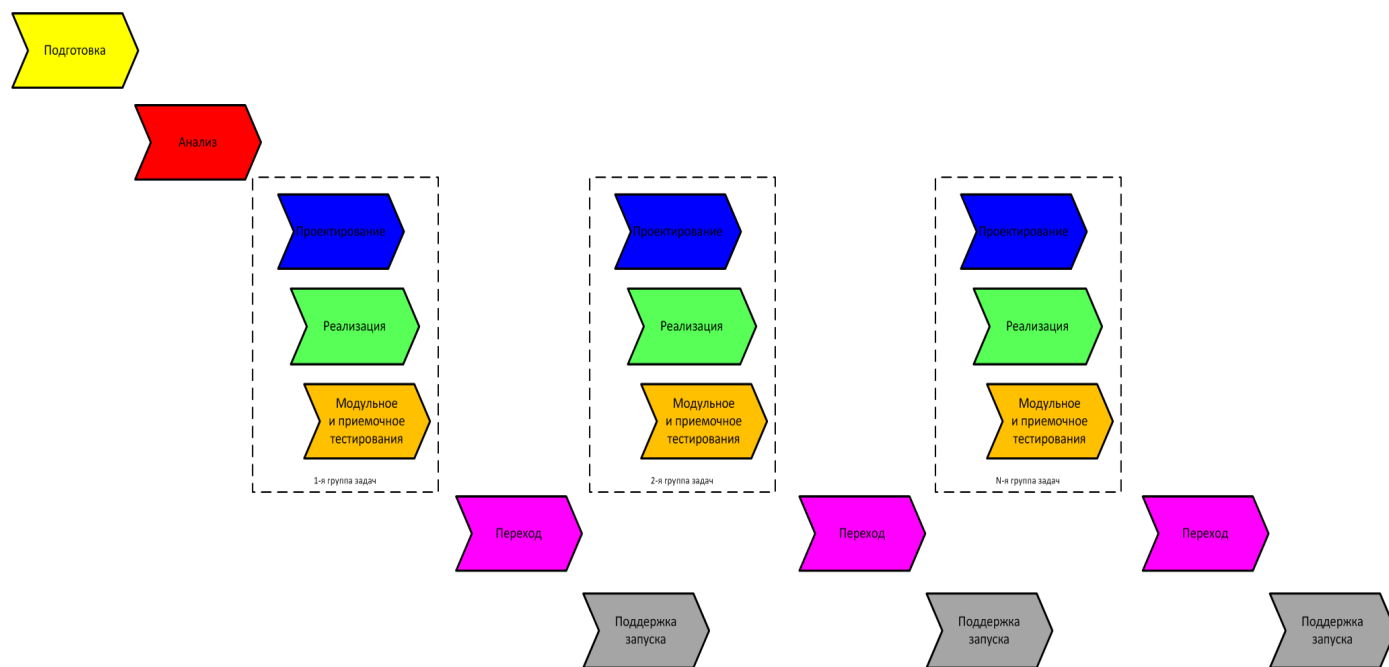 Подготовка
Анализ
Проектирование
Проектирование
Проектирование
Реализация
Реализация
Реализация
Модульное
и приемочное
тестирования
Модульное
и приемочное
тестирования
Модульное
и приемочное
тестирования
1-я группа задач
2-я группа задач
N-я группа задач
Переход
Переход
Переход
Поддержка
запуска
Поддержка
запуска
Поддержка
запуска